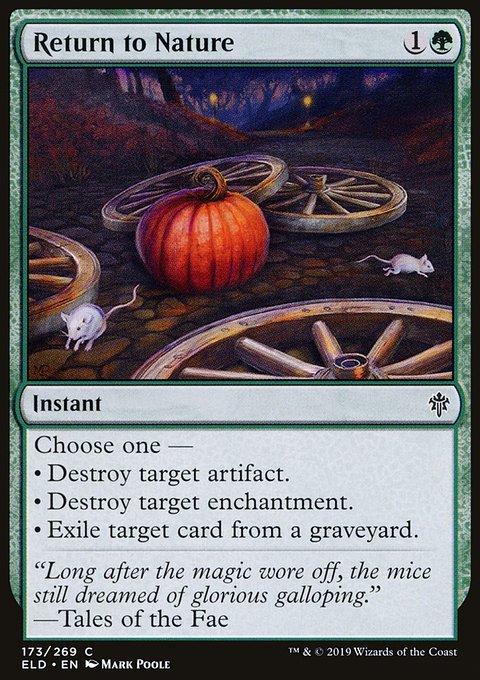 Return to Nature 1
Instant
Choose one —
• Destroy target artifact.
• Destroy target enchantment.
• Exile target card from a graveyard.
“Long after the magic wore off, the mice
still dreamed of glorious galloping.”
—Tales of the Fae
173/269 C
ELD • EN Mark Poole
™ & © 2019 Wizards of the Coast